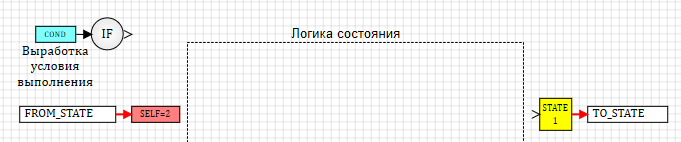 Логика состояния
COND
IF
Выработка
условия
выполнения
FROM_STATE
SELF=2
STATE
1
TO_STATE